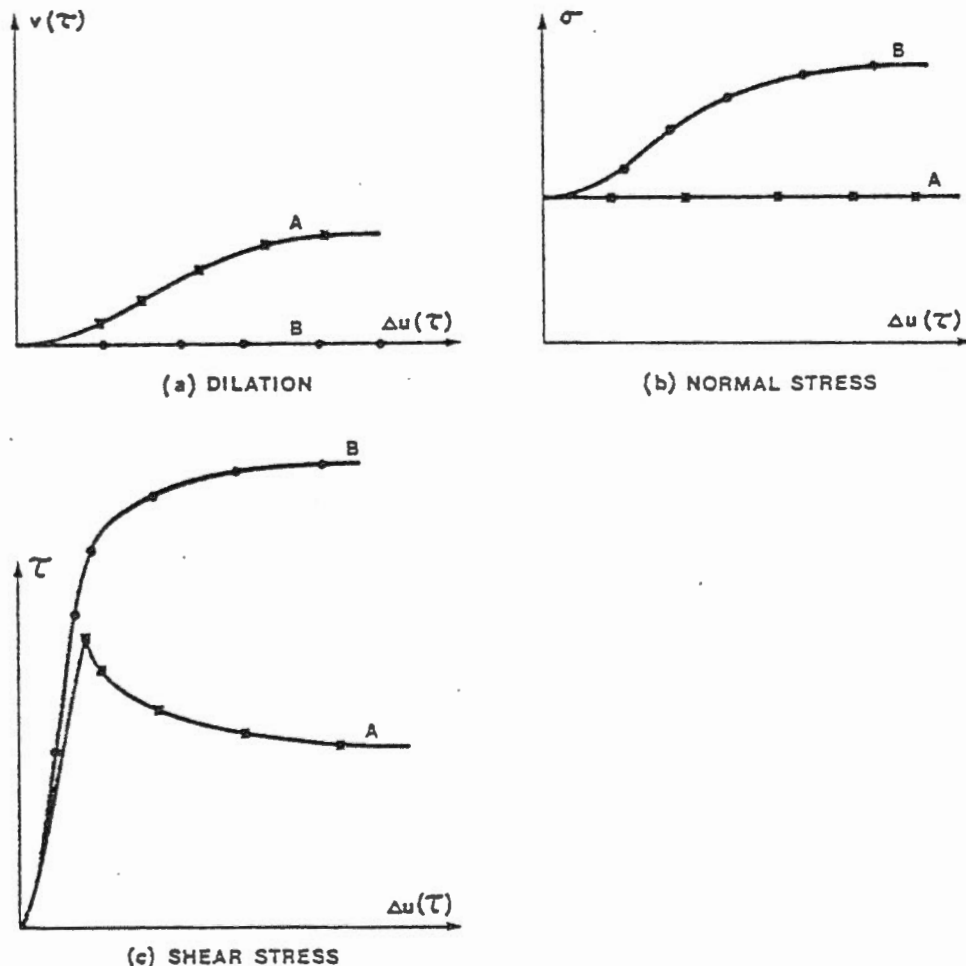 v(τ)
A
B
Δu(τ)
(a) DILATION
σ
B
A
Δu(τ)
(b) NORMAL STRESS
B
τ
A
Δu(τ)
(c) SHEAR STRESS